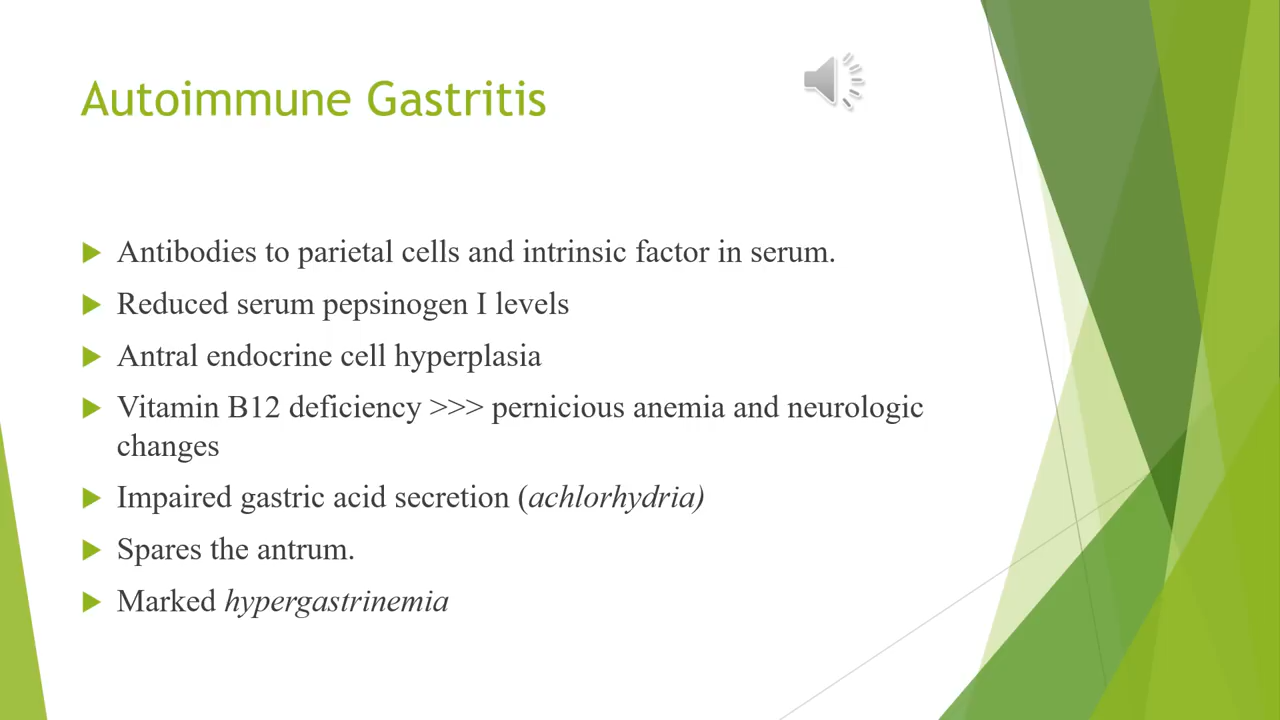 Autoimmune Gastritis
Antibodies to parietal cells and intrinsic factor in serum.
Reduced serum pepsinogen I levels
Antral endocrine cell hyperplasia
Vitamin B12 deficiency >>> pernicious anemia and neurologic
changes
Impaired gastric acid secretion (achlorhydria)
Spares the antrum.
Marked hypergastrinemia